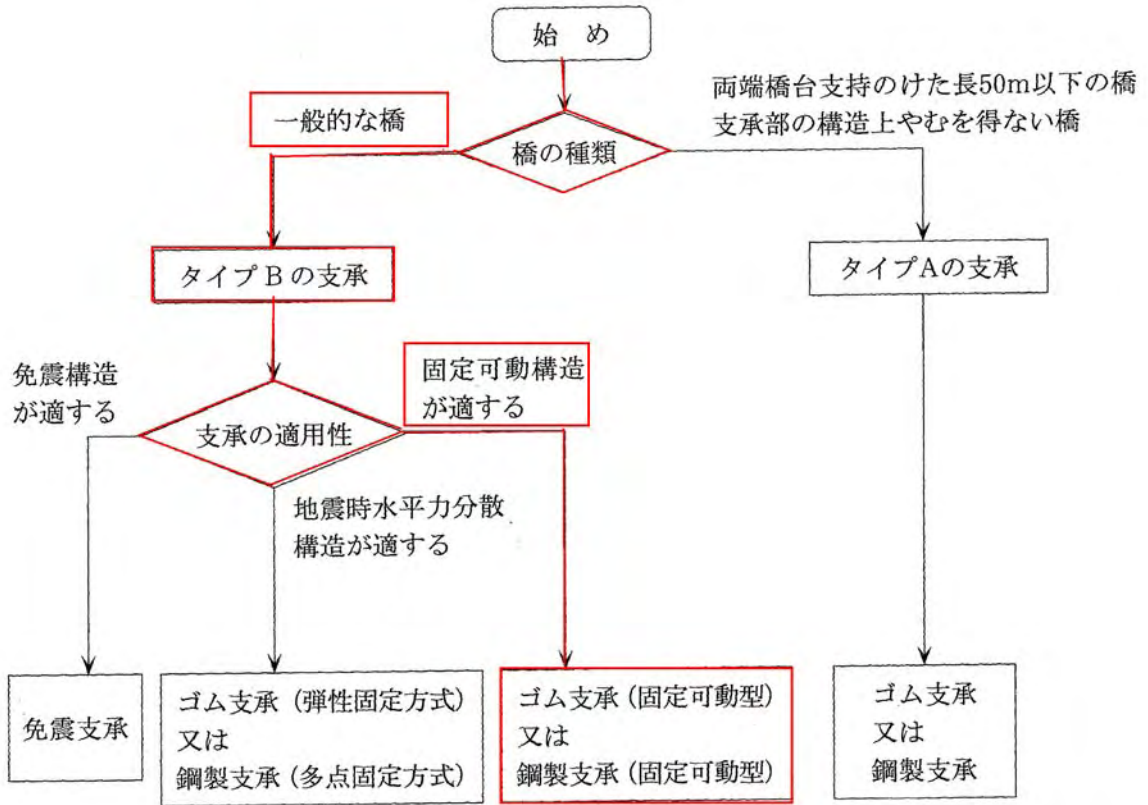 始　め
両端橋台支持のけた長50m以下の橋
支承部の構造上やむを得ない橋
一般的な橋
橋の種類
タイプBの支承
タイプAの支承
免震構造
が適する
固定可動構造
が適する
支承の適用性
地震時水平力分散
構造が適する
免震支承
ゴム支承(弾性固定方式)
又は
鋼製支承(多点固定方式)
ゴム支承(固定可動型)
又は
鋼製支承(固定可動型)
ゴム支承
又は
鋼製支承